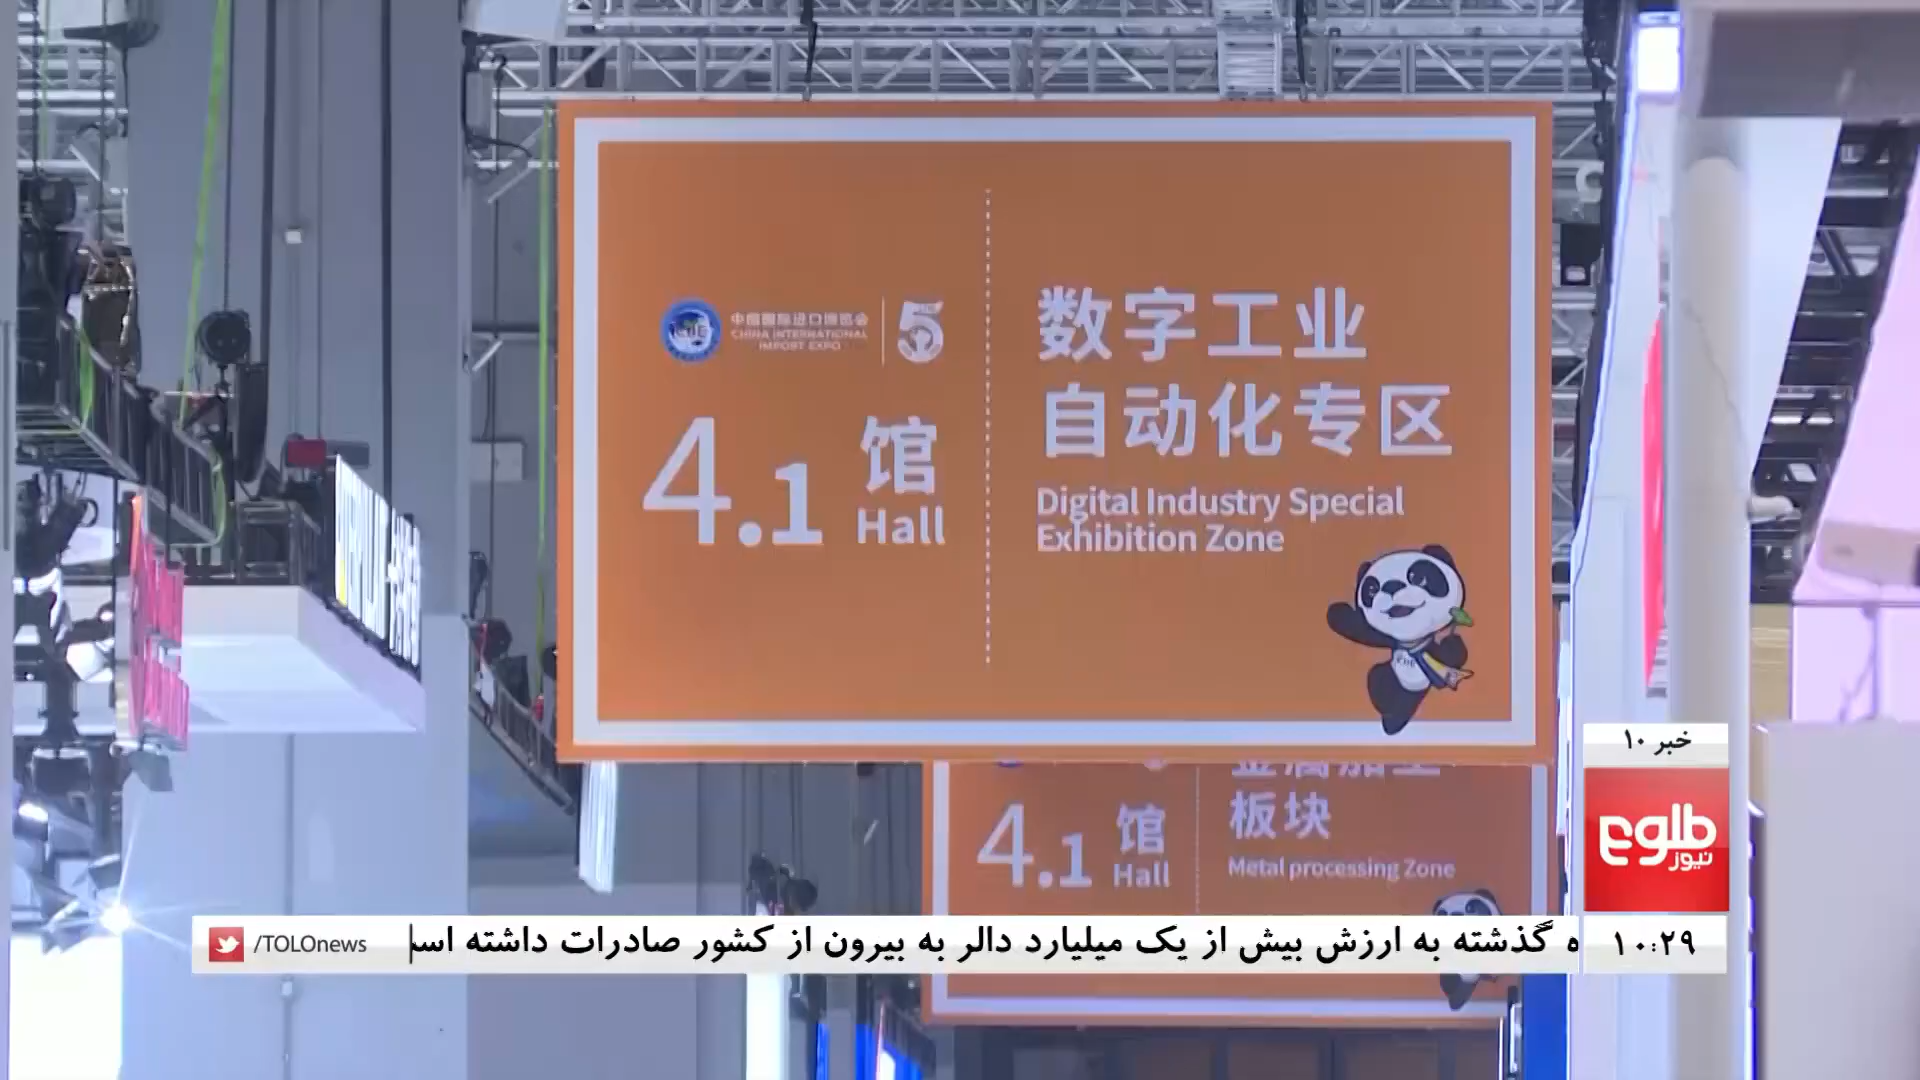 中国国际进口博览会
CHINA INTERNATIONAL
IMPORT EXPO
5
4.1 馆
Hall
数字工业
自动化专区
Digital Industry Special
Exhibition Zone
4.1 馆
Hall
板块
Metal processing Zone
خبر ۱۰
طلوع
نیوز
۱۰:۲۹
ه گذشته به ارزش بیش از یک میلیارد دالر به بیرون از کشور صادرات داشته اس
/TOLOnews